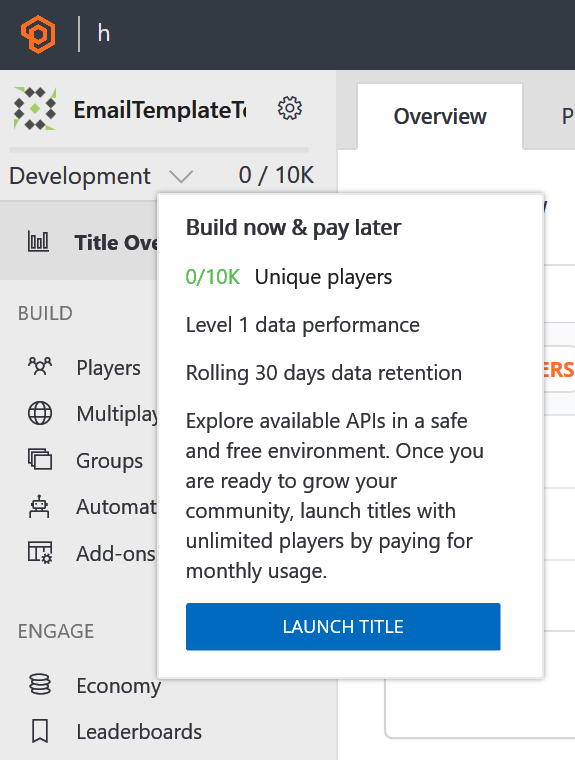 h
EmailTemplateTe
Overview
P
Development 0 / 10K
Title Ove
BUILD
Players
Multiplay
Groups
Automat
Add-ons
ENGAGE
Economy
Leaderboards
Build now & pay later
0/10K Unique players
Level 1 data performance
Rolling 30 days data retention
Explore available APIs in a safe
and free environment. Once you
are ready to grow your
community, launch titles with
unlimited players by paying for
monthly usage.
LAUNCH TITLE
ERS